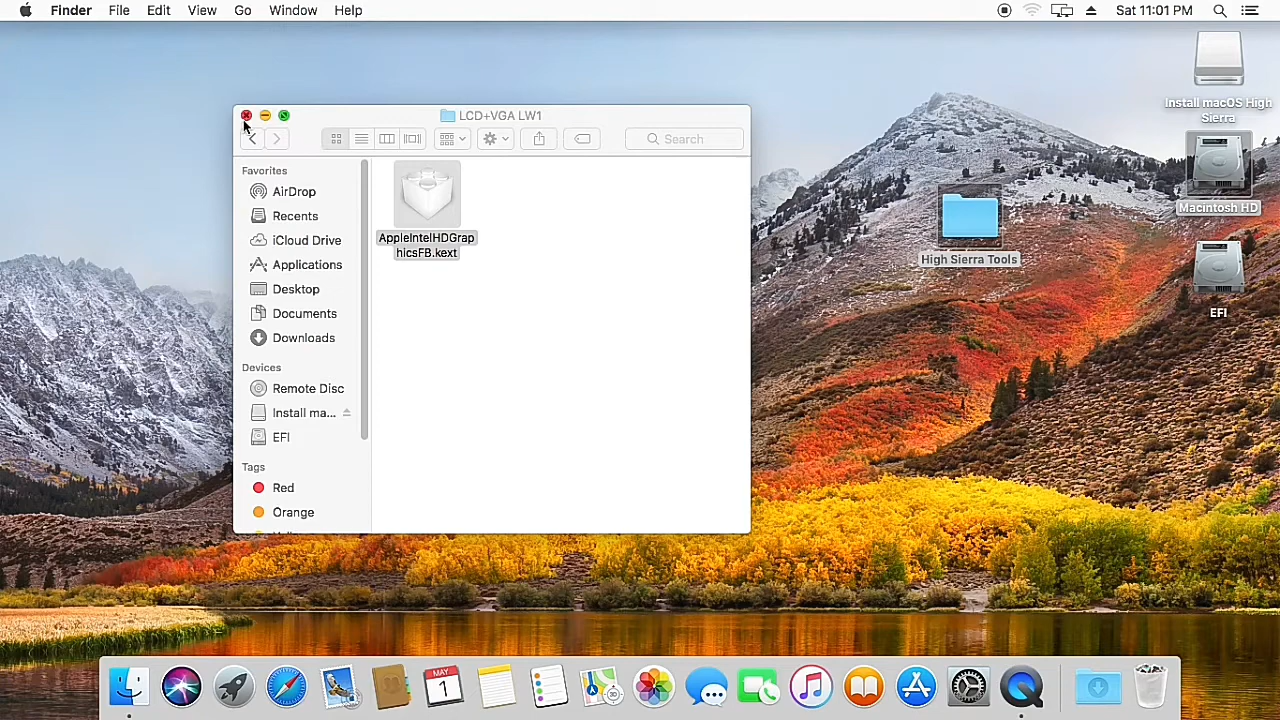 Finder File Edit View Go Window Help Sat 11:01 PM
LCD+VGA LW1
Search
Favorites
AirDrop
Recents
iCloud Drive
Applications
Desktop
Documents
Downloads
Devices
Remote Disc
Install ma...
EFI
Tags
Red
Orange
AppleIntelHDGrap
hicsFB.kext
High Sierra Tools
Install macOS High
Sierra
Macintosh HD
EFI
MAY
1